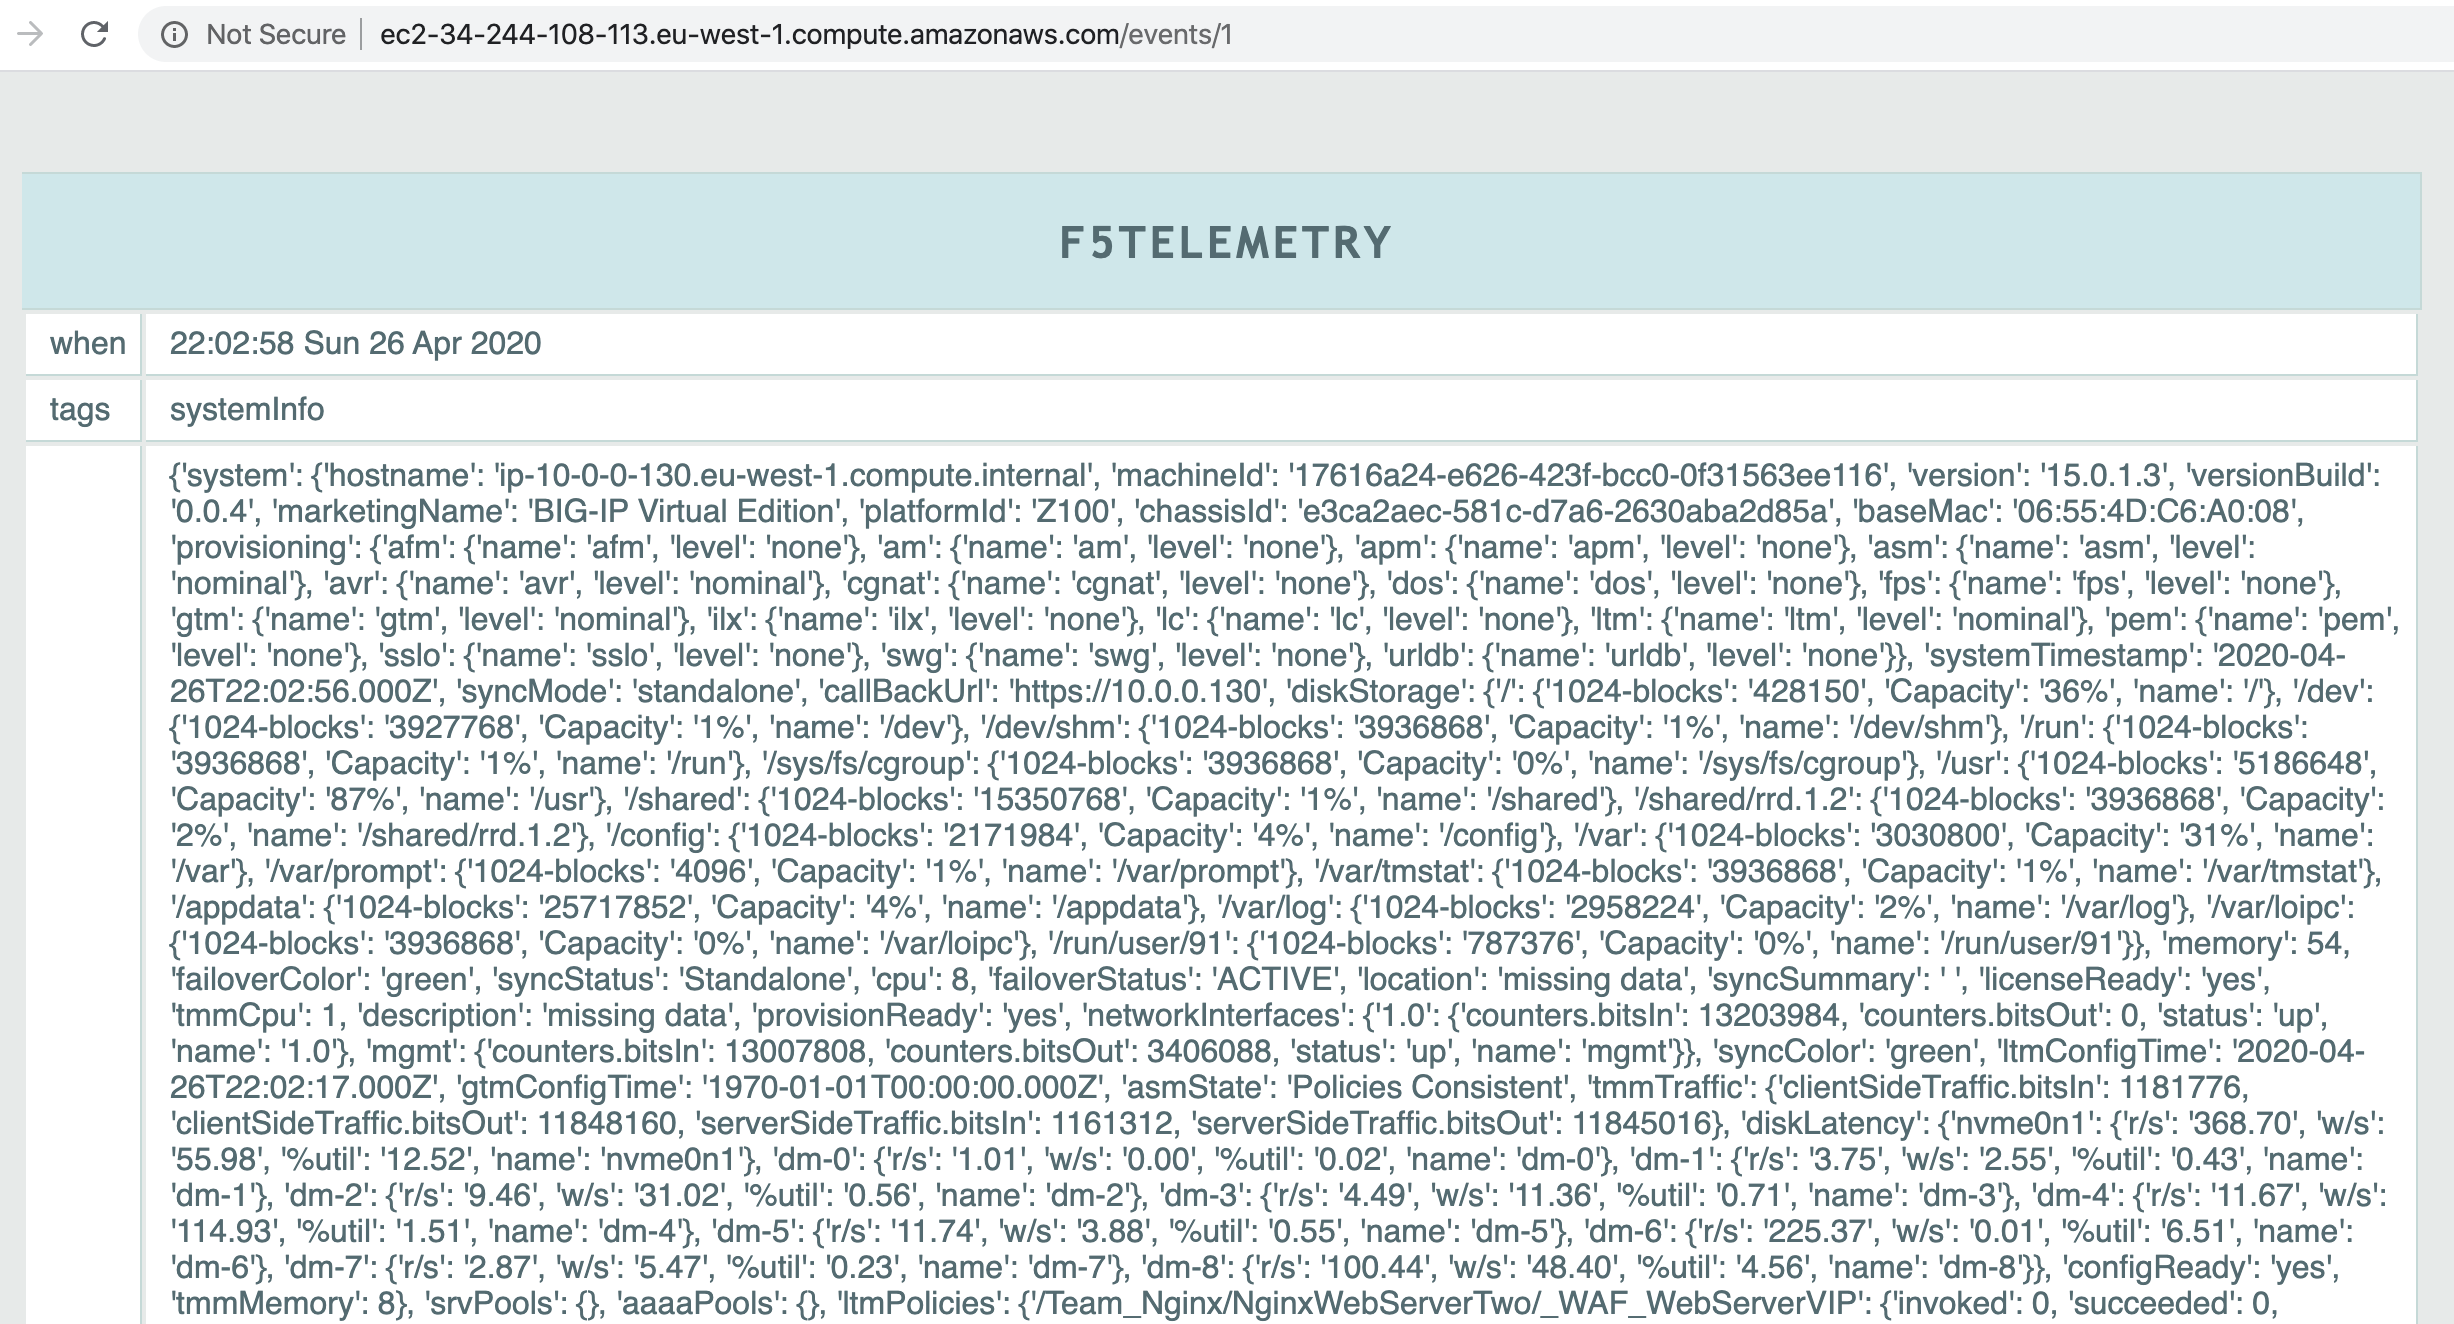 Not Secure ec2-34-244-108-113.eu-west-1.compute.amazonaws.com/events/1
F5TELEMETRY
when 22:02:58 Sun 26 Apr 2020
tags systemInfo
{'system': {'hostname': 'ip-10-0-0-130.eu-west-1.compute.internal', 'machineId': '17616a24-e626-423f-bcc0-0f31563ee116', 'version': '15.0.1.3', 'versionBuild':
'0.0.4', 'marketingName': 'BIG-IP Virtual Edition', 'platformId': 'Z100', 'chassisId': 'e3ca2aec-581c-d7a6-2630aba2d85a', 'baseMac': '06:55:4D:C6:A0:08',
'provisioning': {'afm': {'name': 'afm', 'level': 'none'}, 'am': {'name': 'am', 'level': 'none'}, 'apm': {'name': 'apm', 'level': 'none'}, 'asm': {'name': 'asm', 'level':
'nominal'}, 'avr': {'name': 'avr', 'level': 'nominal'}, 'cgnat': {'name': 'cgnat', 'level': 'none'}, 'dos': {'name': 'dos', 'level': 'none'}, 'fps': {'name': 'fps', 'level': 'none'},
'gtm': {'name': 'gtm', 'level': 'nominal'}, 'ilx': {'name': 'ilx', 'level': 'none'}, 'lc': {'name': 'lc', 'level': 'none'}, 'ltm': {'name': 'ltm', 'level': 'nominal'}, 'pem': {'name': 'pem',
'level': 'none'}, 'sslo': {'name': 'sslo', 'level': 'none'}, 'swg': {'name': 'swg', 'level': 'none'}, 'urldb': {'name': 'urldb', 'level': 'none'}}, 'systemTimestamp': '2020-04-
26T22:02:56.000Z', 'syncMode': 'standalone', 'callBackUrl': 'https://10.0.0.130', 'diskStorage': {'/': {'1024-blocks': '428150', 'Capacity': '36%', 'name': '/'}, '/dev':
{'1024-blocks': '3927768', 'Capacity': '1%', 'name': '/dev'}, '/dev/shm': {'1024-blocks': '3936868', 'Capacity': '1%', 'name': '/dev/shm'}, '/run': {'1024-blocks':
'3936868', 'Capacity': '1%', 'name': '/run'}, '/sys/fs/cgroup': {'1024-blocks': '3936868', 'Capacity': '0%', 'name': '/sys/fs/cgroup'}, '/usr': {'1024-blocks': '5186648',
'Capacity': '87%', 'name': '/usr'}, '/shared': {'1024-blocks': '15350768', 'Capacity': '1%', 'name': '/shared'}, '/shared/rrd.1.2': {'1024-blocks': '3936868', 'Capacity':
'2%', 'name': '/shared/rrd.1.2'}, '/config': {'1024-blocks': '2171984', 'Capacity': '4%', 'name': '/config'}, '/var': {'1024-blocks': '3030800', 'Capacity': '31%', 'name':
'/var'}, '/var/prompt': {'1024-blocks': '4096', 'Capacity': '1%', 'name': '/var/prompt'}, '/var/tmstat': {'1024-blocks': '3936868', 'Capacity': '1%', 'name': '/var/tmstat'},
'/appdata': {'1024-blocks': '25717852', 'Capacity': '4%', 'name': '/appdata'}, '/var/log': {'1024-blocks': '2958224', 'Capacity': '2%', 'name': '/var/log'}, '/var/loipc':
{'1024-blocks': '3936868', 'Capacity': '0%', 'name': '/var/loipc'}, '/run/user/91': {'1024-blocks': '787376', 'Capacity': '0%', 'name': '/run/user/91'}}, 'memory': 54,
'failoverColor': 'green', 'syncStatus': 'Standalone', 'cpu': 8, 'failoverStatus': 'ACTIVE', 'location': 'missing data', 'syncSummary': ' ', 'licenseReady': 'yes',
'tmmCpu': 1, 'description': 'missing data', 'provisionReady': 'yes', 'networkInterfaces': {'1.0': {'counters.bitsIn': 13203984, 'counters.bitsOut': 0, 'status': 'up',
'name': '1.0'}, 'mgmt': {'counters.bitsIn': 13007808, 'counters.bitsOut': 3406088, 'status': 'up', 'name': 'mgmt'}}, 'syncColor': 'green', 'ltmConfigTime': '2020-04-
26T22:02:17.000Z', 'gtmConfigTime': '1970-01-01T00:00:00.000Z', 'asmState': 'Policies Consistent', 'tmmTraffic': {'clientSideTraffic.bitsIn': 1181776,
'clientSideTraffic.bitsOut': 11848160, 'serverSideTraffic.bitsIn': 1161312, 'serverSideTraffic.bitsOut': 11845016}, 'diskLatency': {'nvme0n1': {'r/s': '368.70', 'w/s':
'55.98', '%util': '12.52', 'name': 'nvme0n1'}, 'dm-0': {'r/s': '1.01', 'w/s': '0.00', '%util': '0.02', 'name': 'dm-0'}, 'dm-1': {'r/s': '3.75', 'w/s': '2.55', '%util': '0.43', 'name':
'dm-1'}, 'dm-2': {'r/s': '9.46', 'w/s': '31.02', '%util': '0.56', 'name': 'dm-2'}, 'dm-3': {'r/s': '4.49', 'w/s': '11.36', '%util': '0.71', 'name': 'dm-3'}, 'dm-4': {'r/s': '11.67', 'w/s':
'114.93', '%util': '1.51', 'name': 'dm-4'}, 'dm-5': {'r/s': '11.74', 'w/s': '3.88', '%util': '0.55', 'name': 'dm-5'}, 'dm-6': {'r/s': '225.37', 'w/s': '0.01', '%util': '6.51', 'name':
'dm-6'}, 'dm-7': {'r/s': '2.87', 'w/s': '5.47', '%util': '0.23', 'name': 'dm-7'}, 'dm-8': {'r/s': '100.44', 'w/s': '48.40', '%util': '4.56', 'name': 'dm-8'}}, 'configReady': 'yes',
'tmmMemory': 8}, 'srvPools': {}, 'aaaaPools': {}, 'ltmPolicies': {'/Team_Nginx/NginxWebServerTwo/_WAF_WebServerVIP': {'invoked': 0, 'succeeded': 0,